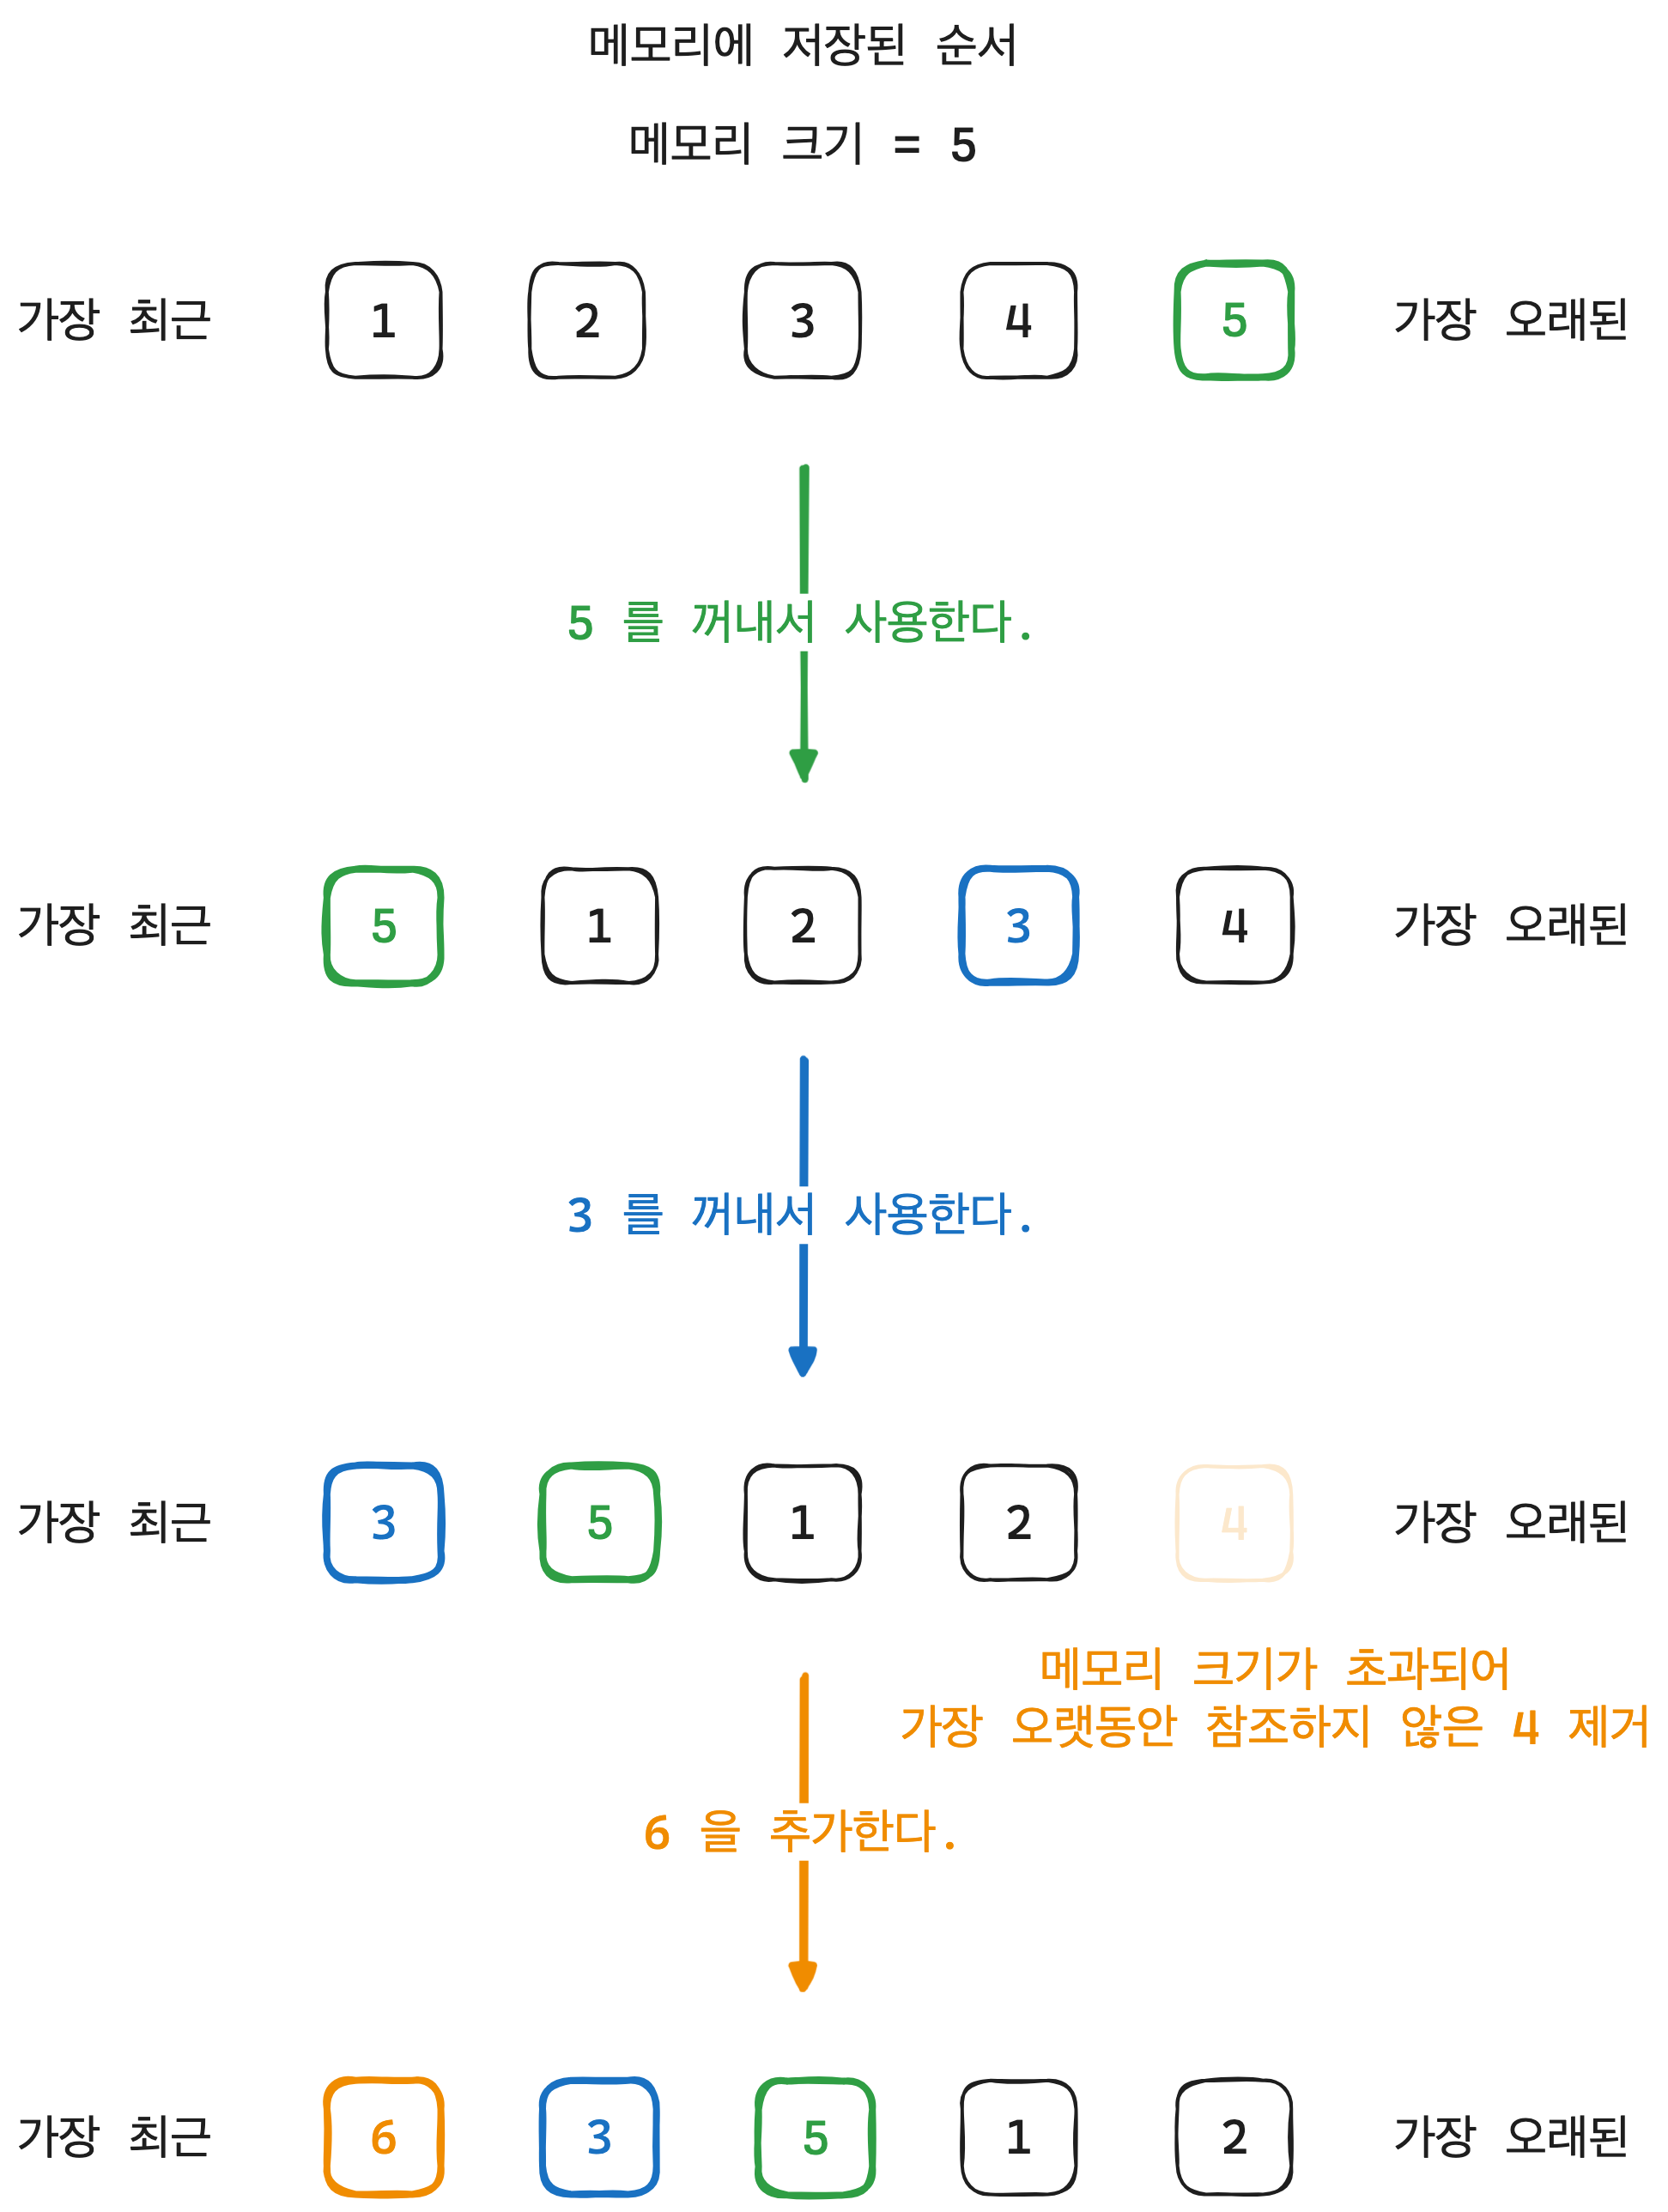 메모리에 저장된 순서
메모리 크기 = 5
가장 최근 1 2 3 4 5 가장 오래된
5 를 꺼내서 사용한다.
가장 최근 5 1 2 3 4 가장 오래된
3 를 꺼내서 사용한다.
가장 최근 3 5 1 2 4 가장 오래된
메모리 크기가 초과되어
가장 오랫동안 참조하지 않은 4 제거
6 을 추가한다.
가장 최근 6 3 5 1 2 가장 오래된